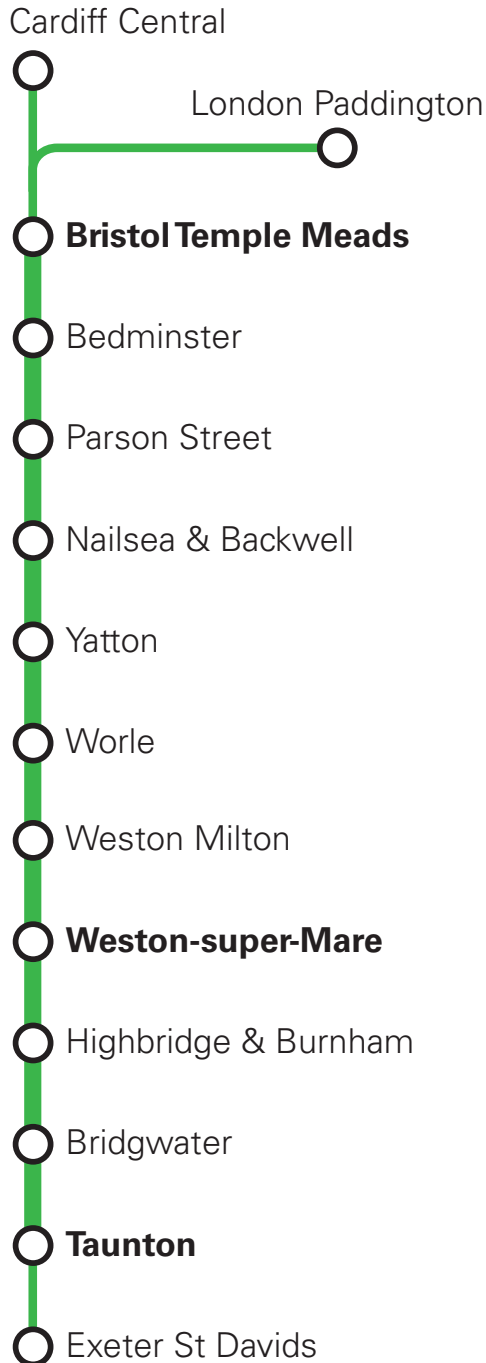 Cardiff Central
London Paddington
Bristol Temple Meads
Bedminster
Parson Street
Nailsea & Backwell
Yatton
Worle
Weston Milton
Weston-super-Mare
Highbridge & Burnham
Bridgwater
Taunton
Exeter St Davids